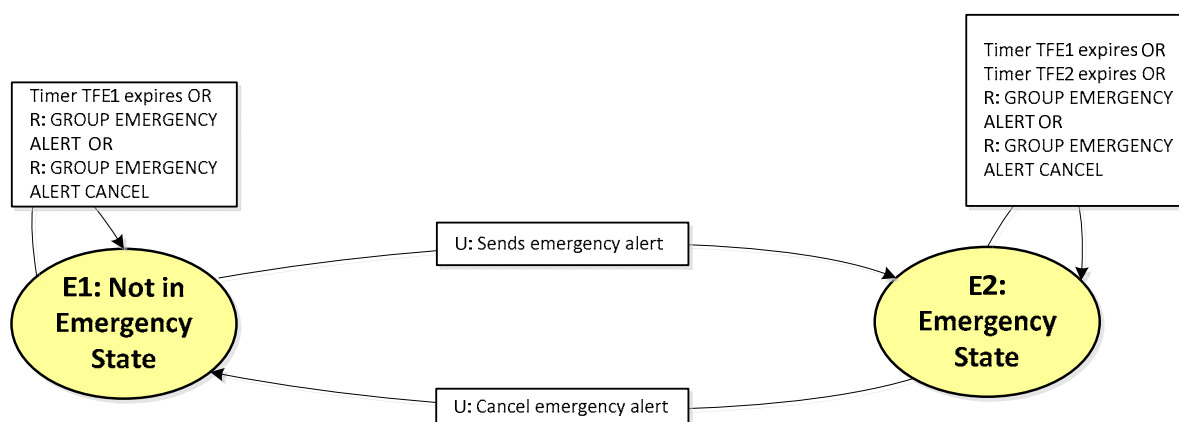 Timer TFE1 expires OR
R: GROUP EMERGENCY
ALERT OR
R: GROUP EMERGENCY
ALERT CANCEL
Timer TFE1 expires OR
Timer TFE2 expires OR
R: GROUP EMERGENCY
ALERT OR
R: GROUP EMERGENCY
ALERT CANCEL
U: Sends emergency alert
E1: Not in
Emergency
State
E2:
Emergency
State
U: Cancel emergency alert